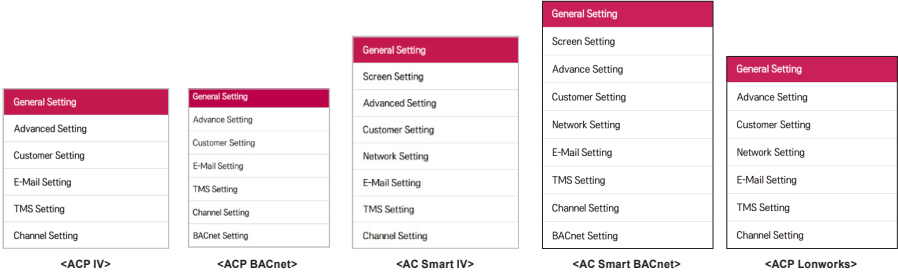 General Setting
Advanced Setting
Customer Setting
E-Mail Setting
TMS Setting
Channel Setting
<ACP IV>
General Setting
Advance Setting
Customer Setting
E-Mail Setting
TMS Setting
Channel Setting
BACnet Setting
<ACP BACnet>
General Setting
Screen Setting
Advanced Setting
Customer Setting
Network Setting
E-Mail Setting
TMS Setting
Channel Setting
<AC Smart IV>
General Setting
Screen Setting
Advance Setting
Customer Setting
Network Setting
E-Mail Setting
TMS Setting
Channel Setting
BACnet Setting
<AC Smart BACnet>
General Setting
Advance Setting
Customer Setting
Network Setting
E-Mail Setting
TMS Setting
Channel Setting
<ACP Lonworks>